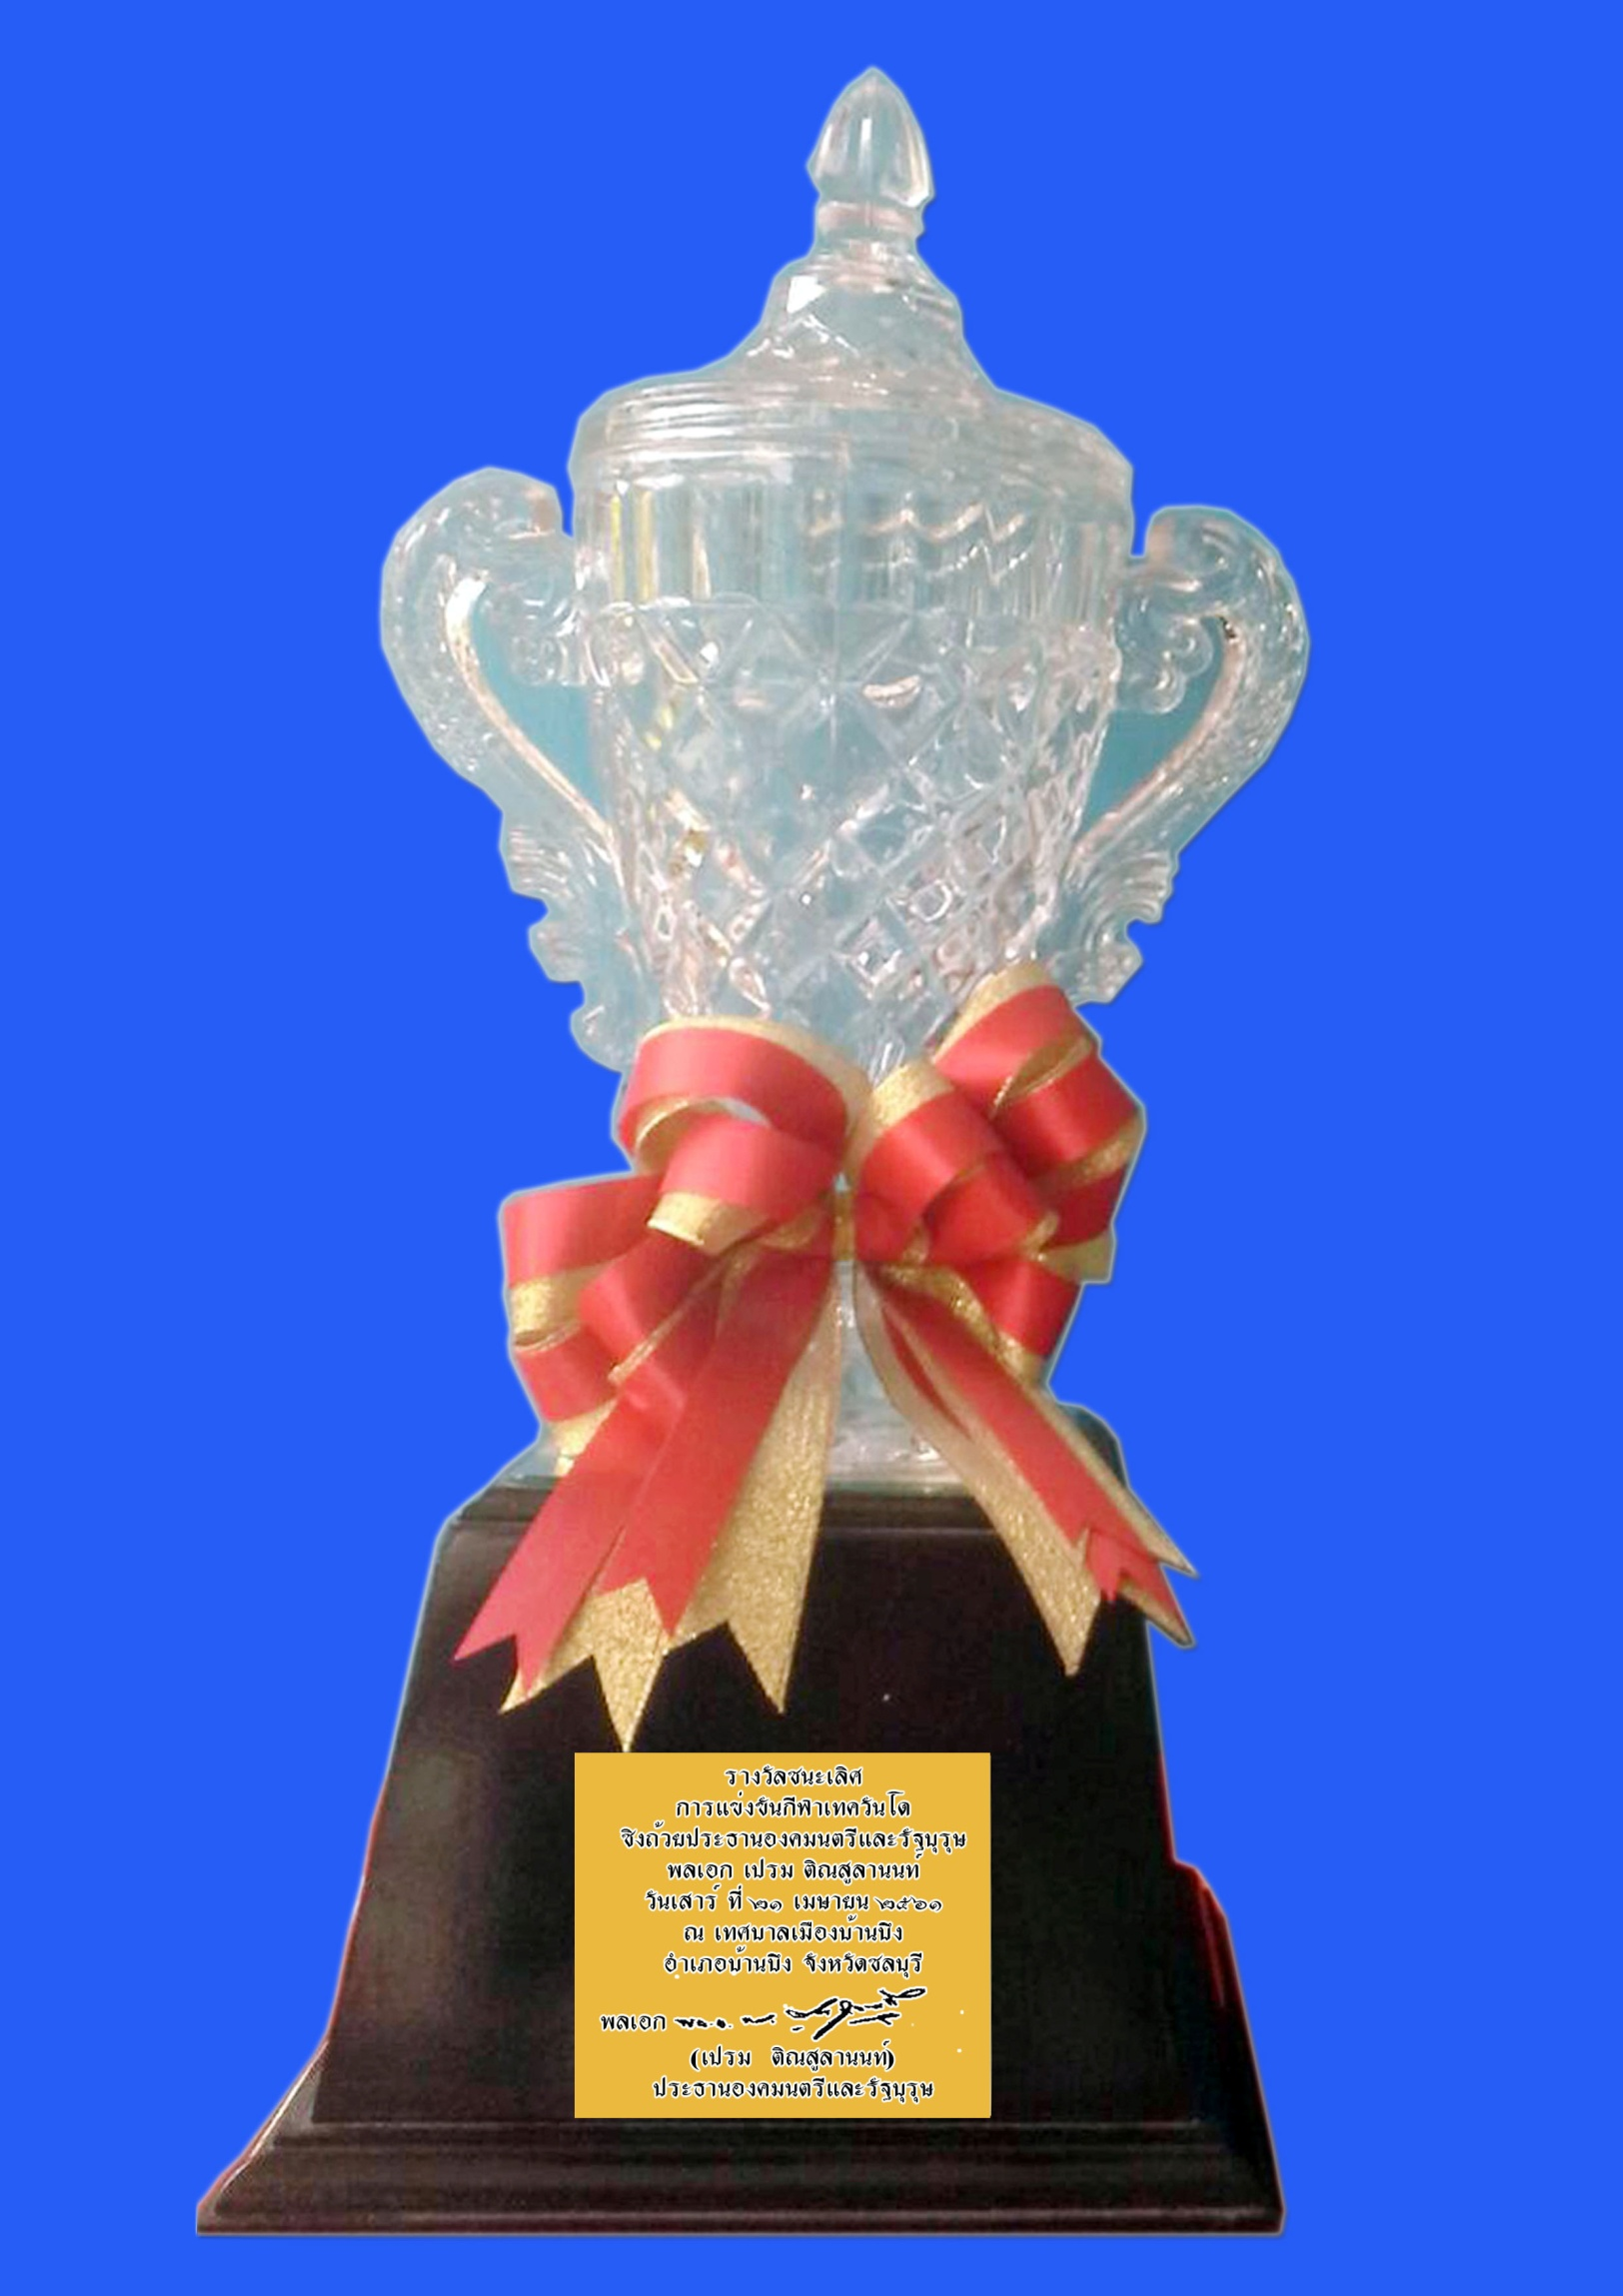 รางวัลชนะเลิศ
การแข่งขันกีฬาเทควันโด
ชิงถ้วยประธานองคมนตรีและรัฐบุรุษ
พลเอก เปรม ติณสูลานนท์
วันเสาร์ ที่ ๒๑ เมษายน ๒๕๖๑
ณ เทศบาลเมืองบ้านบึง
อำเภอบ้านบึง จังหวัดชลบุรี
พลเอก
(เปรม ติณสูลานนท์)
ประธานองคมนตรีและรัฐบุรุษ